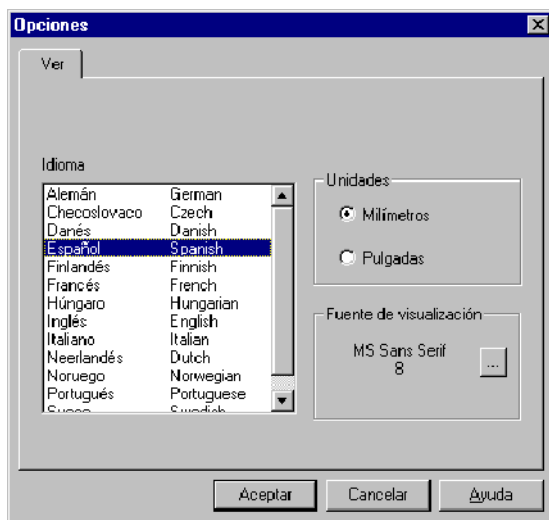 Opciones
Ver
Idioma
Alemán German
Checoslovaco Czech
Danés Danish
Español Spanish
Finlandés Finnish
Francés French
Húngaro Hungarian
Inglés English
Italiano Italian
Neerlandés Dutch
Noruego Norwegian
Portugués Portuguese
Sueco Swedish
Unidades
Milímetros
Pulgadas
Fuente de visualización
MS Sans Serif
8
...
Aceptar
Cancelar
Ayuda